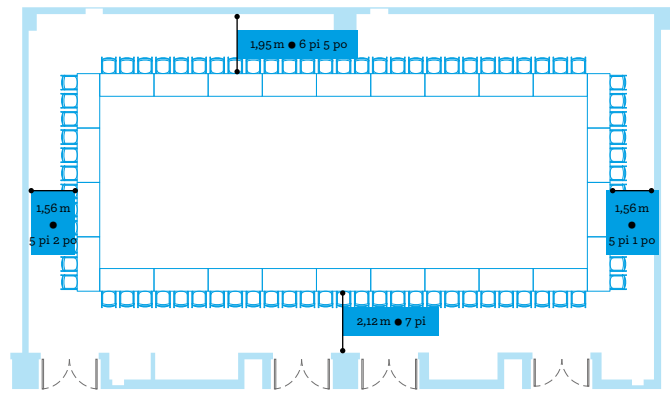 1,95 m ● 6 pi 5 po
1,56 m
●
5 pi 2 po
1,56 m
●
5 pi 1 po
2,12 m ● 7 pi